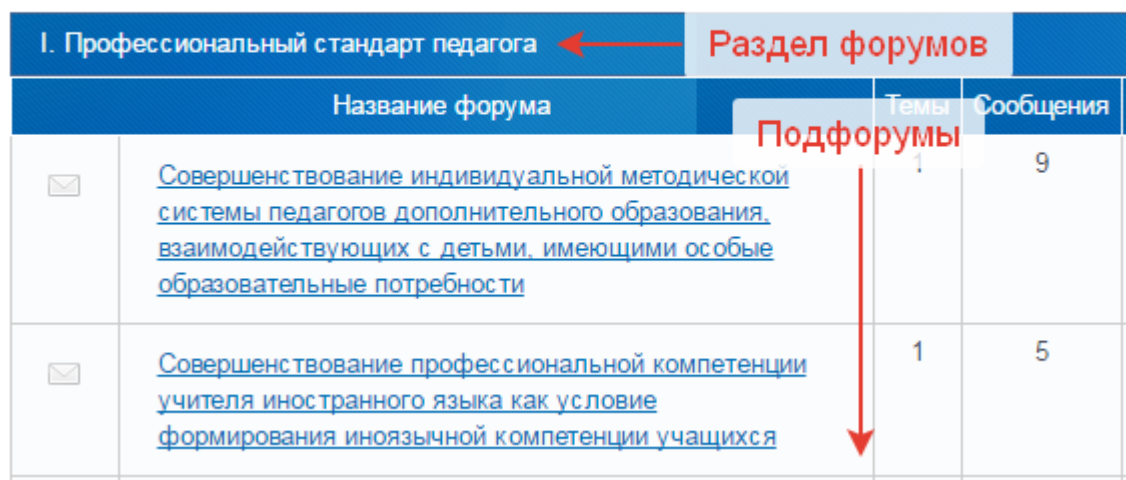 I. Профессиональный стандарт педагога
Раздел форумов
Название форума
Темы
Сообщения
Подфорумы
Совершенствование индивидуальной методической
системы педагогов дополнительного образования,
взаимодействующих с детьми, имеющими особые
образовательные потребности
1
9
Совершенствование профессиональной компетенции
учителя иностранного языка как условие
формирования иноязычной компетенции учащихся
1
5